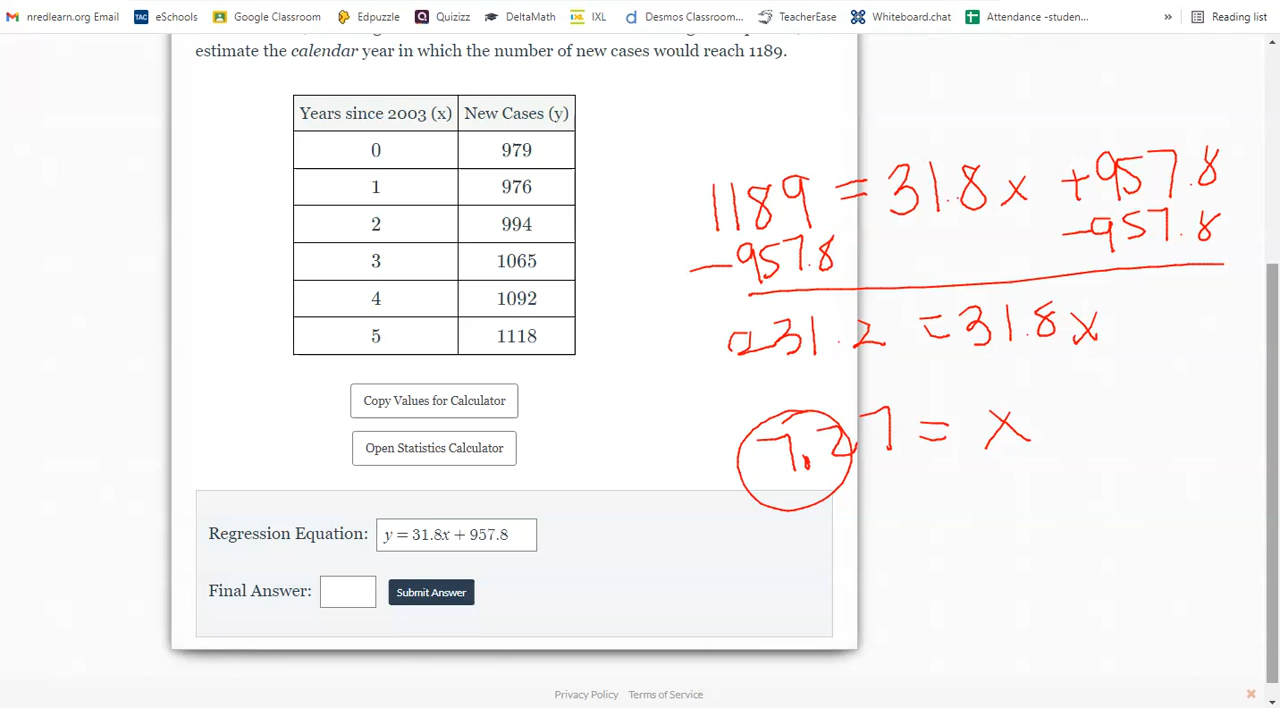 nredlearn.org Email TAC eSchools Google Classroom Edpuzzle Quizizz DeltaMath IXL IXL d Desmos Classroom... TeacherEase Whiteboard.chat Attendance -studen... » Reading list
estimate the calendar year in which the number of new cases would reach 1189.
Years since 2003 (x) New Cases (y)
0 979
1 976
2 994
3 1065
4 1092
5 1118
Copy Values for Calculator
Open Statistics Calculator
Regression Equation: y = 31.8x + 957.8
Final Answer: Submit Answer
1189 = 31.8x +957.8
-957.8 -957.8
231.2 = 31.8x
7.27 = x
Privacy Policy Terms of Service